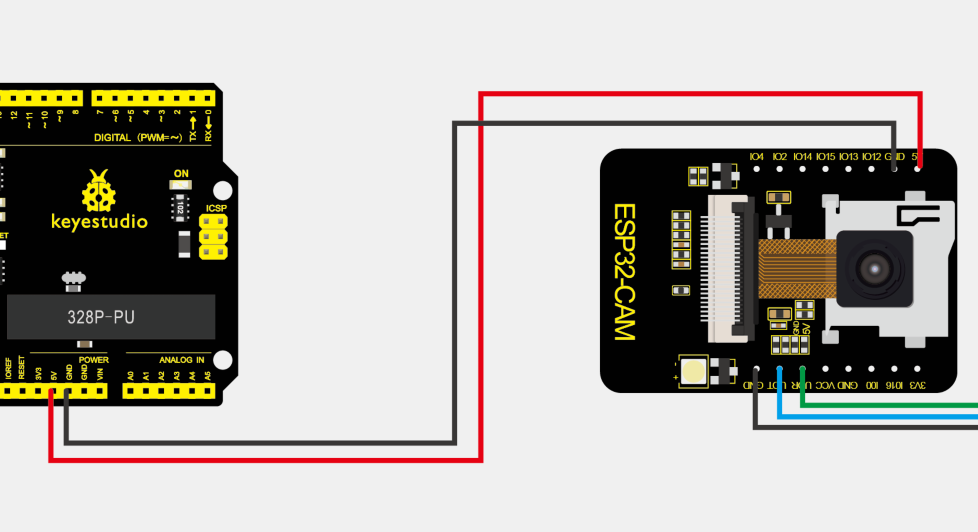 12
~11
~10
~9
8
7
~6
~5
4
~3
2
TX→1
RX←0
DIGITAL (PWM=~)
ON
102
ICSP
keyestudio
328P-PU
POWER
ANALOG IN
IOREF
RESET
3V3
5V
GND
GND
VIN
A0
A1
A2
A3
A4
A5
IO4 IO2 IO14 IO15 IO13 IO12 GND 5V
ESP32-CAM
GND
5V
+
GND UOT UOR VCC GND IO0 IO16 3V3